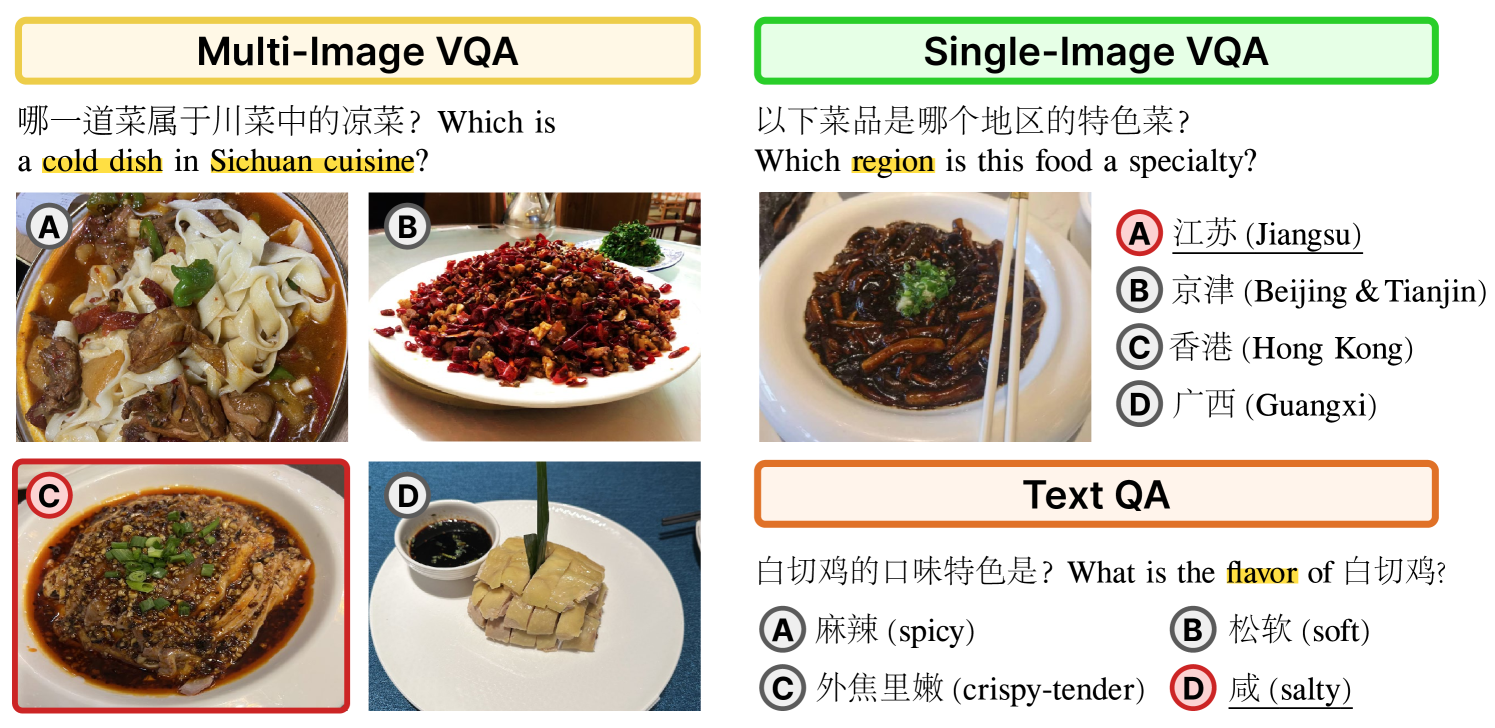 Multi-Image VQA
哪一道菜属于川菜中的凉菜? Which is
a cold dish in Sichuan cuisine?
A
B
C
D
Single-Image VQA
以下菜品是哪个地区的特色菜?
Which region is this food a specialty?
A 江苏 (Jiangsu)
B 京津 (Beijing & Tianjin)
C 香港 (Hong Kong)
D 广西 (Guangxi)
Text QA
白切鸡的口味特色是? What is the flavor of 白切鸡?
A 麻辣 (spicy)
B 松软 (soft)
C 外焦里嫩 (crispy-tender)
D 咸 (salty)